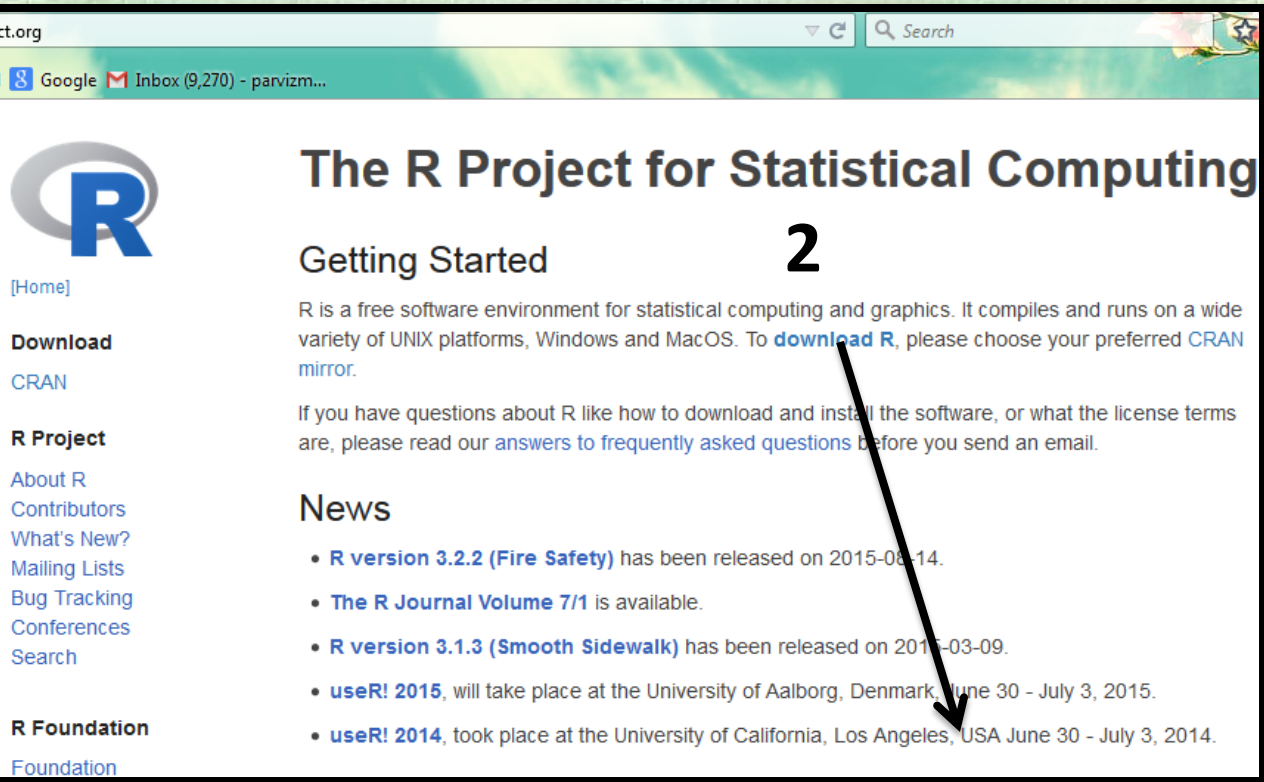 ct.org
Search
Google
Inbox (9,270) - parvizm...
R
[Home]
Download
CRAN
R Project
About R
Contributors
What's New?
Mailing Lists
Bug Tracking
Conferences
Search
R Foundation
Foundation
The R Project for Statistical Computing
2
Getting Started
R is a free software environment for statistical computing and graphics. It compiles and runs on a wide
variety of UNIX platforms, Windows and MacOS. To download R, please choose your preferred CRAN
mirror.
If you have questions about R like how to download and install the software, or what the license terms
are, please read our answers to frequently asked questions before you send an email.
News
• R version 3.2.2 (Fire Safety) has been released on 2015-08-14.
• The R Journal Volume 7/1 is available.
• R version 3.1.3 (Smooth Sidewalk) has been released on 2015-03-09.
• useR! 2015, will take place at the University of Aalborg, Denmark, June 30 - July 3, 2015.
• useR! 2014, took place at the University of California, Los Angeles, USA June 30 - July 3, 2014.